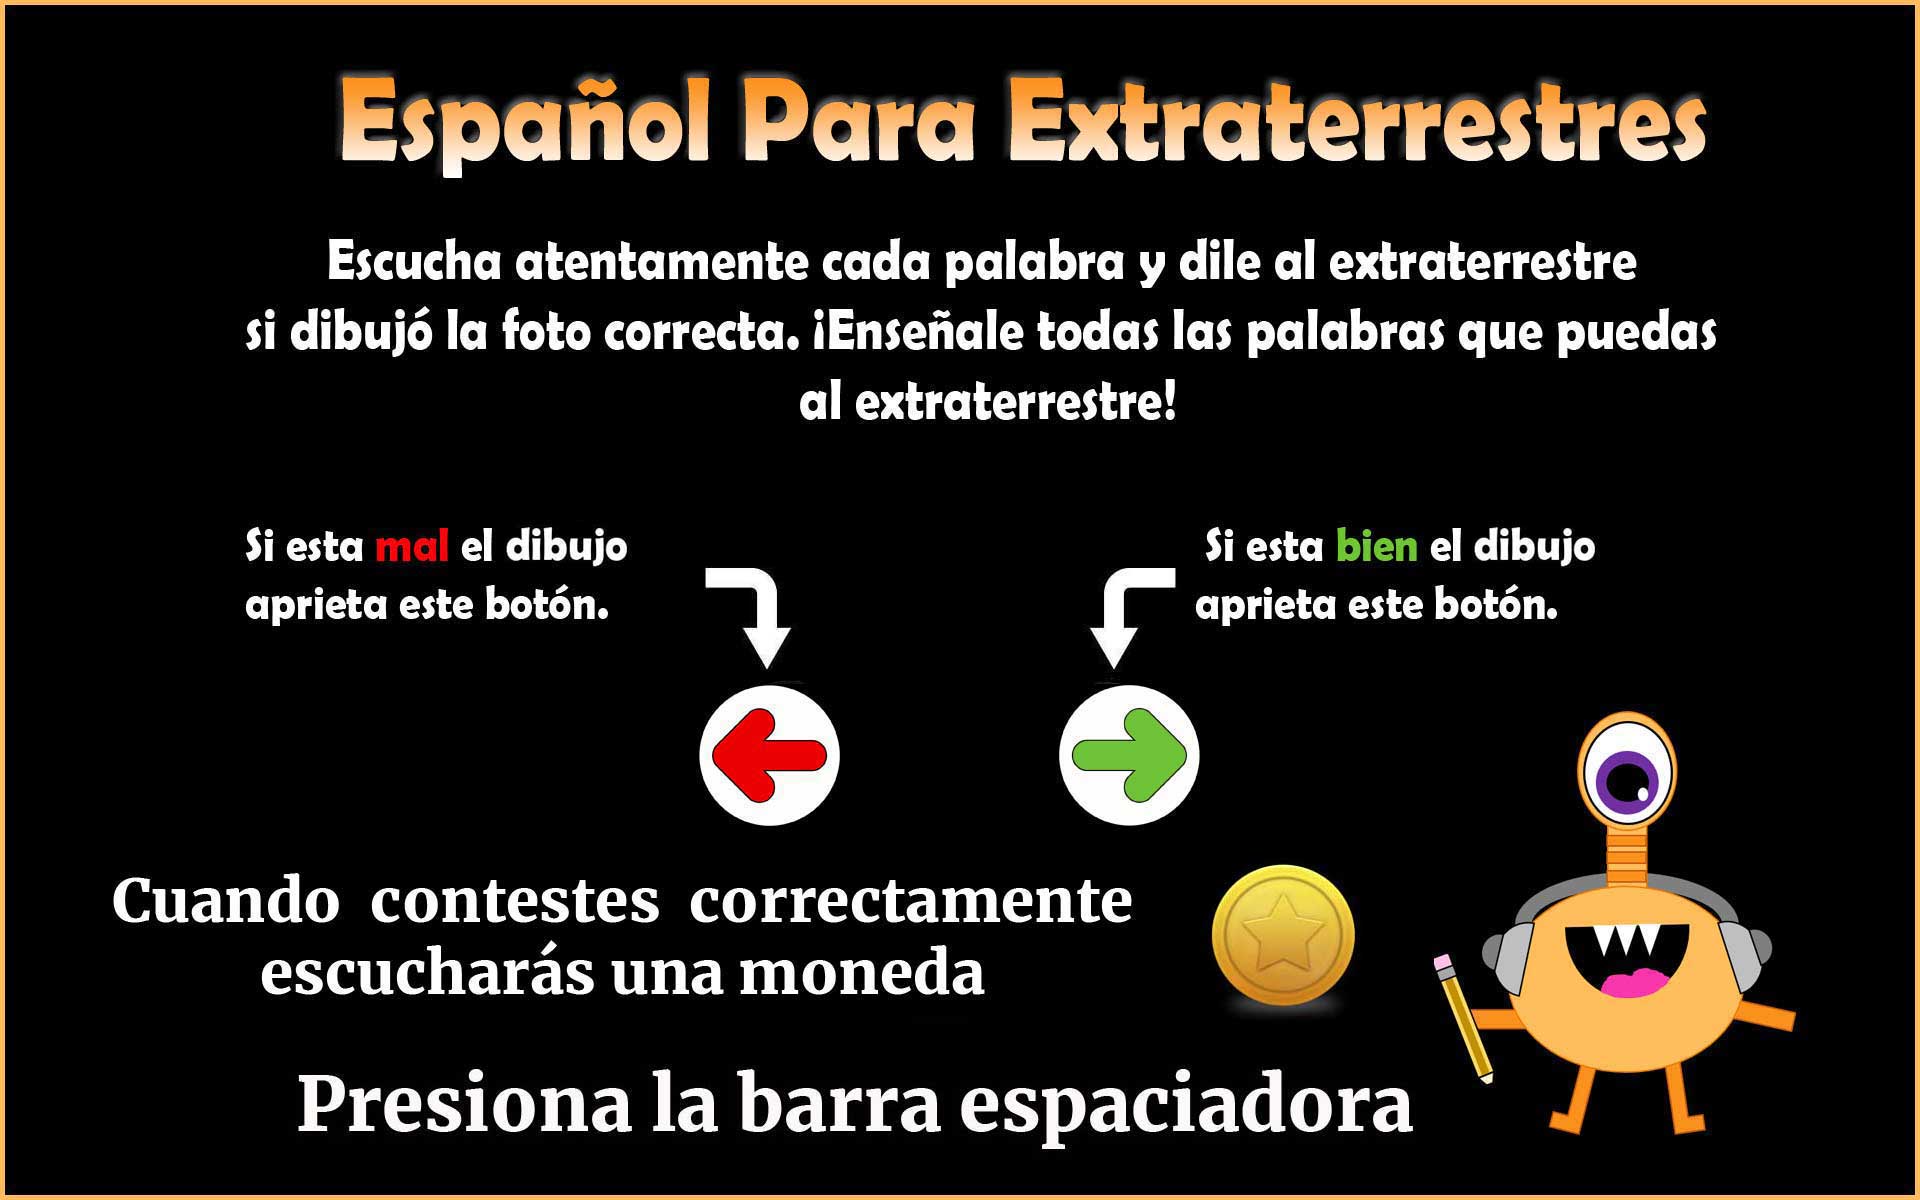 Español Para Extraterrestres
Escucha atentamente cada palabra y dile al extraterrestre
si dibujó la foto correcta. ¡Enseñale todas las palabras que puedas
al extraterrestre!
Si esta mal el dibujo
aprieta este botón.
Si esta bien el dibujo
aprieta este botón.
Cuando contestes correctamente
escucharás una moneda
Presiona la barra espaciadora